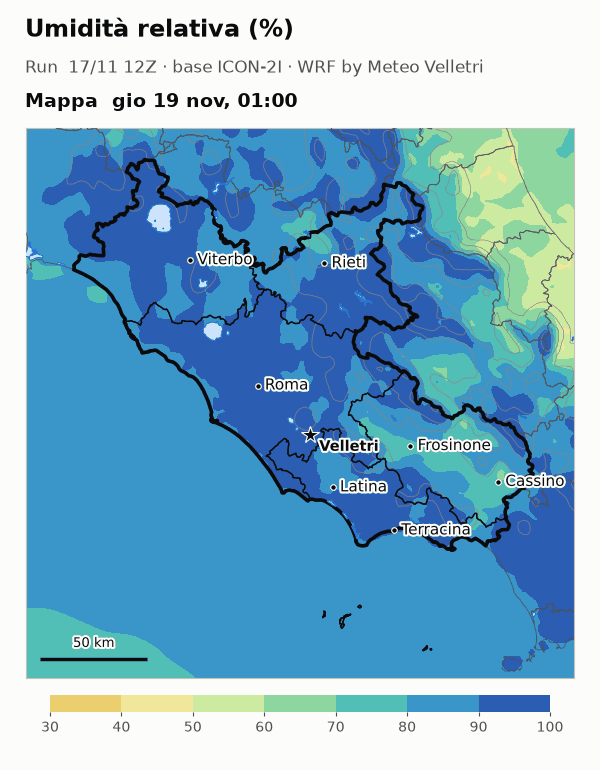 Umidità relativa (%)
Run  17/11 12Z · base ICON-2I · WRF by Meteo Velletri
Mappa  gio 19 nov, 01:00
Viterbo
Rieti
Roma
Velletri
Frosinone
Latina
Cassino
Terracina
50 km
30 40 50 60 70 80 90 100